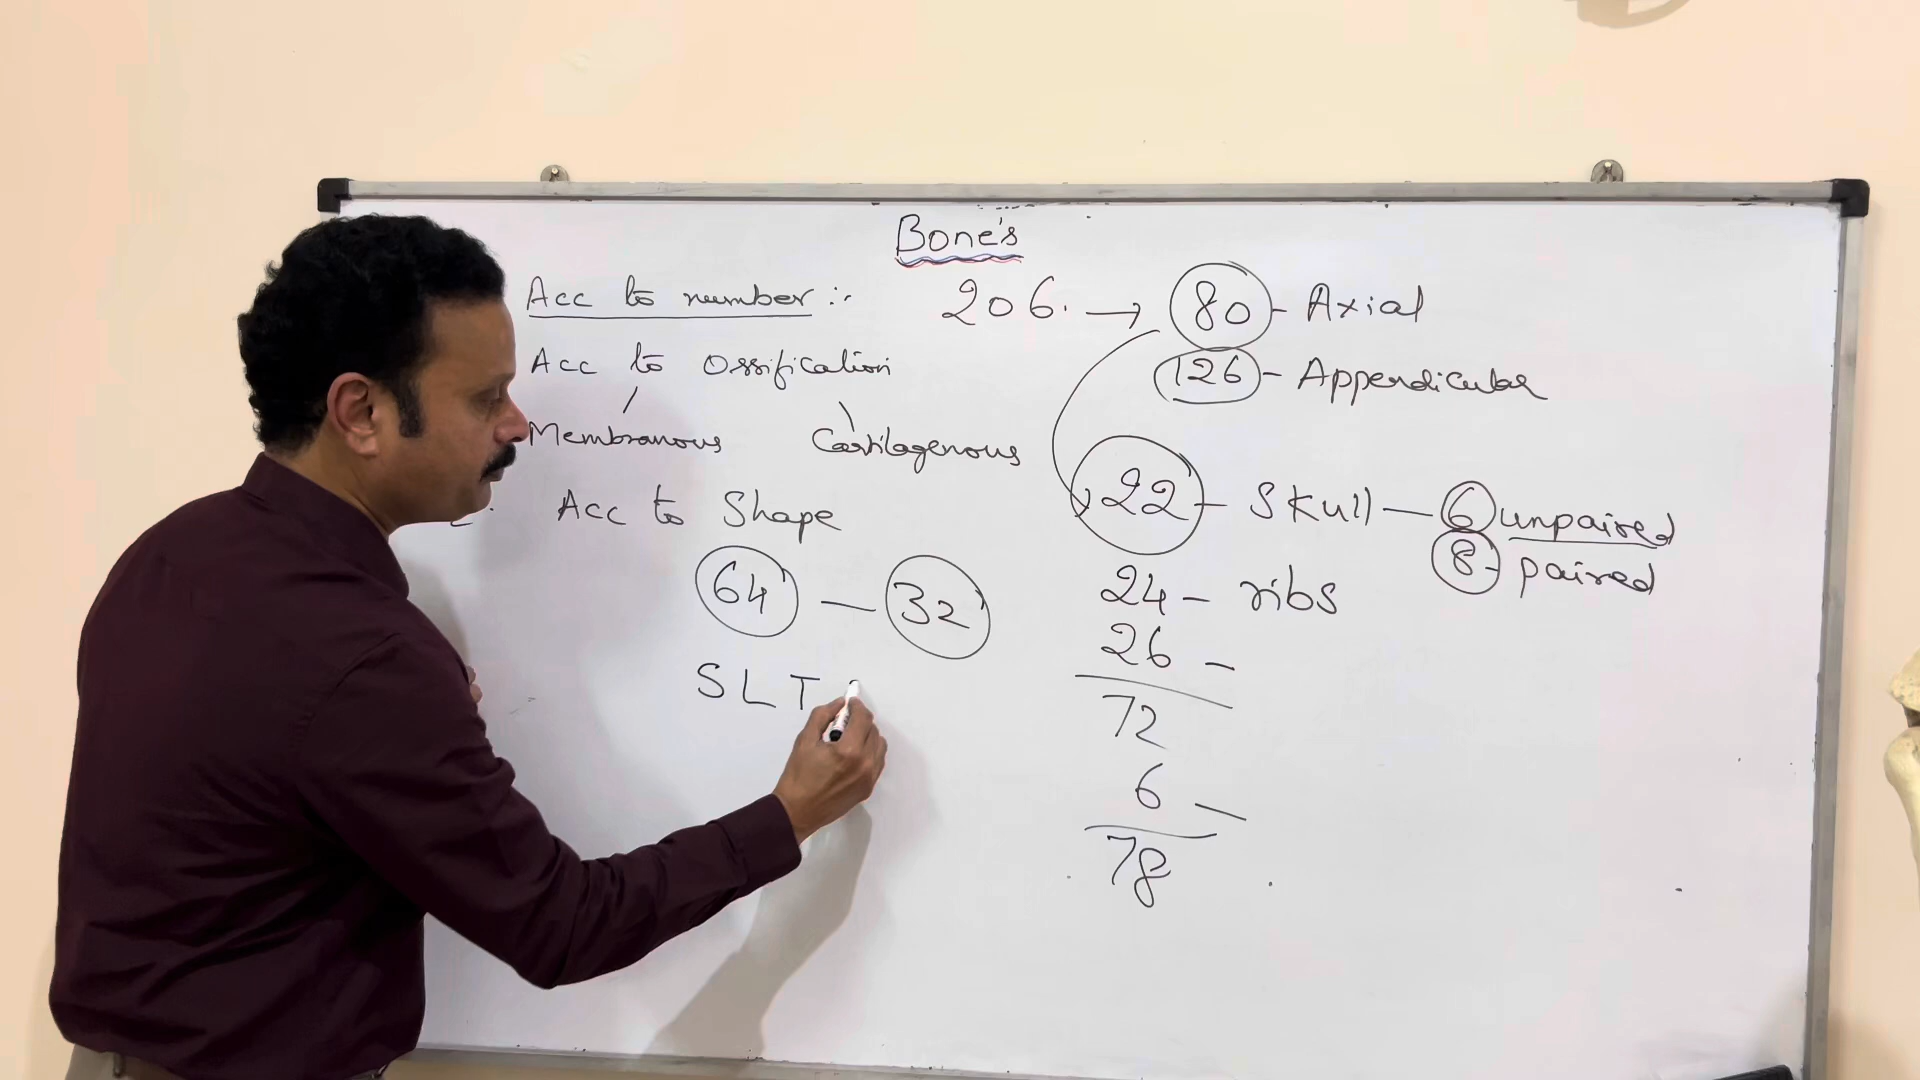 Bone's
Acc to number :-
206. → 80 - Axial
126 - Appendicular
Acc to Ossification
Membranous Cartilagenous
Acc to Shape
22 - Skull - 6 unpaired
8 - paired
64 - 32
24 - ribs
26 -
72
6 -
78
S L T